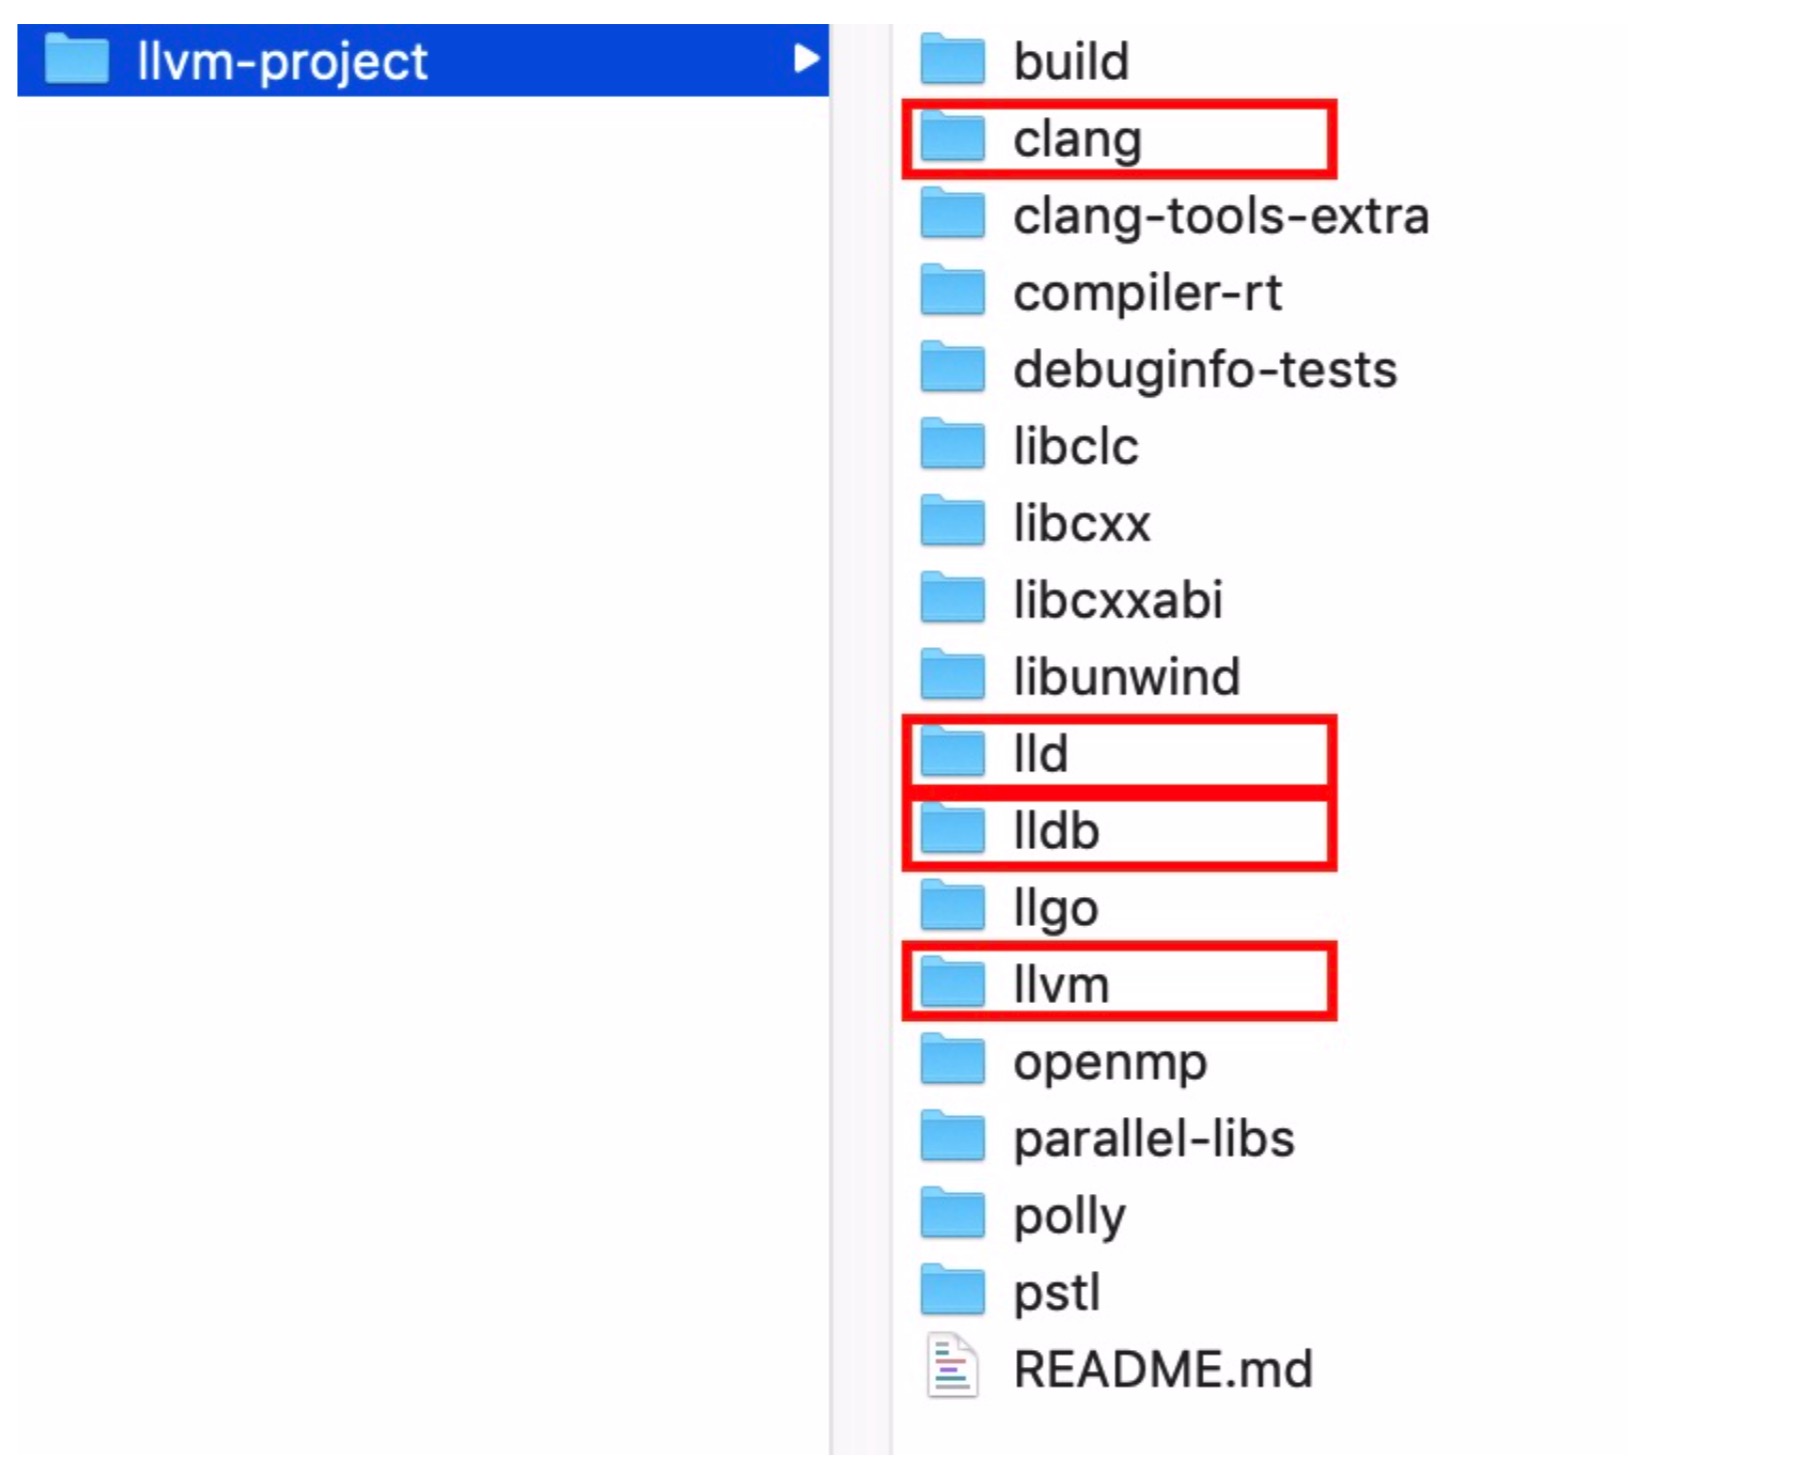 llvm-project
build
clang
clang-tools-extra
compiler-rt
debuginfo-tests
libclc
libcxx
libcxxabi
libunwind
lld
lldb
llgo
llvm
openmp
parallel-libs
polly
pstl
README.md